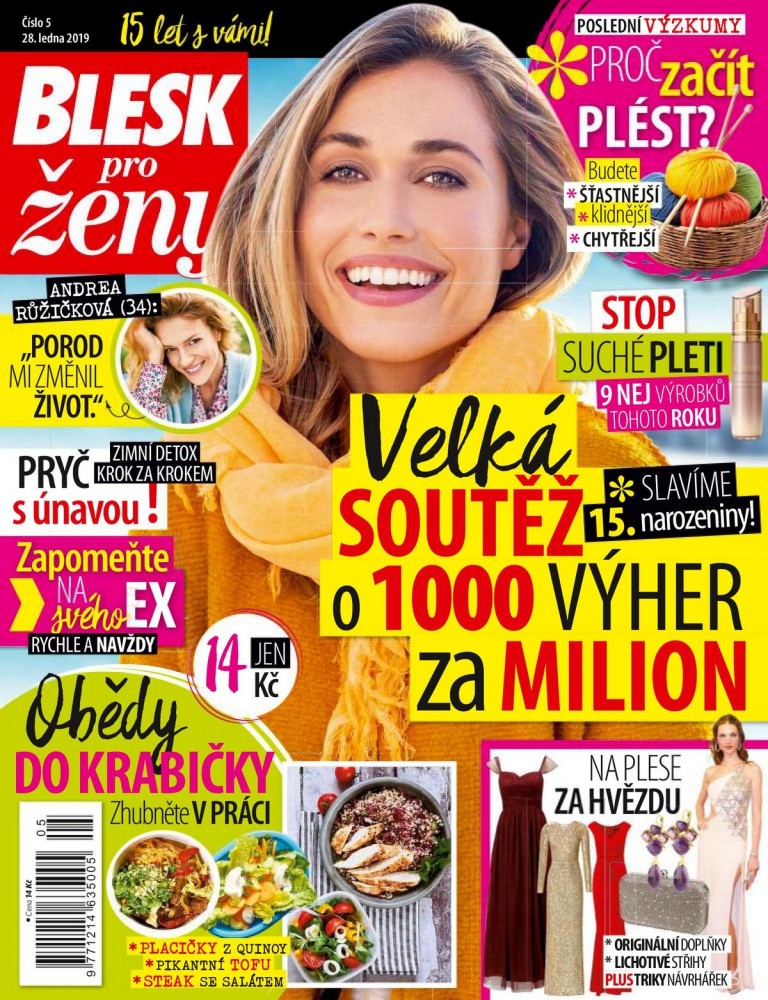 Číslo 5
28. ledna 2019
15 let s vámi!
BLESK
pro
ženy
POSLEDNÍ VÝZKUMY
* PROČ začít
PLÉST?
Budete
* ŠŤASTNĚJŠÍ
* klidnější
* CHYTŘEJŠÍ
ANDREA
RŮŽIČKOVÁ (34):
„POROD
MI ZMĚNIL
ŽIVOT.“
STOP
SUCHÉ PLETI
9 NEJ VÝROBKŮ
TOHOTO ROKU
PRYČ
s únavou!
ZIMNÍ DETOX
KROK ZA KROKEM
Velká
SOUTĚŽ
o 1000 VÝHER
za MILION
* SLAVÍME
15. narozeniny!
Zapomeňte
NA
svého EX
RYCHLE A NAVŽDY
14 JEN
Kč
Obědy
DO KRABIČKY
Zhubněte V PRÁCI
* PLACIČKY Z QUINOY
* PIKANTNÍ TOFU
* STEAK SE SALÁTEM
05
• Cena 14 Kč
9 771214 635005
NA PLESE
ZA HVĚZDU
* ORIGINÁLNÍ DOPLŇKY
* LICHOTIVÉ STŘIHY
PLUS TRIKY NÁVRHÁŘEK